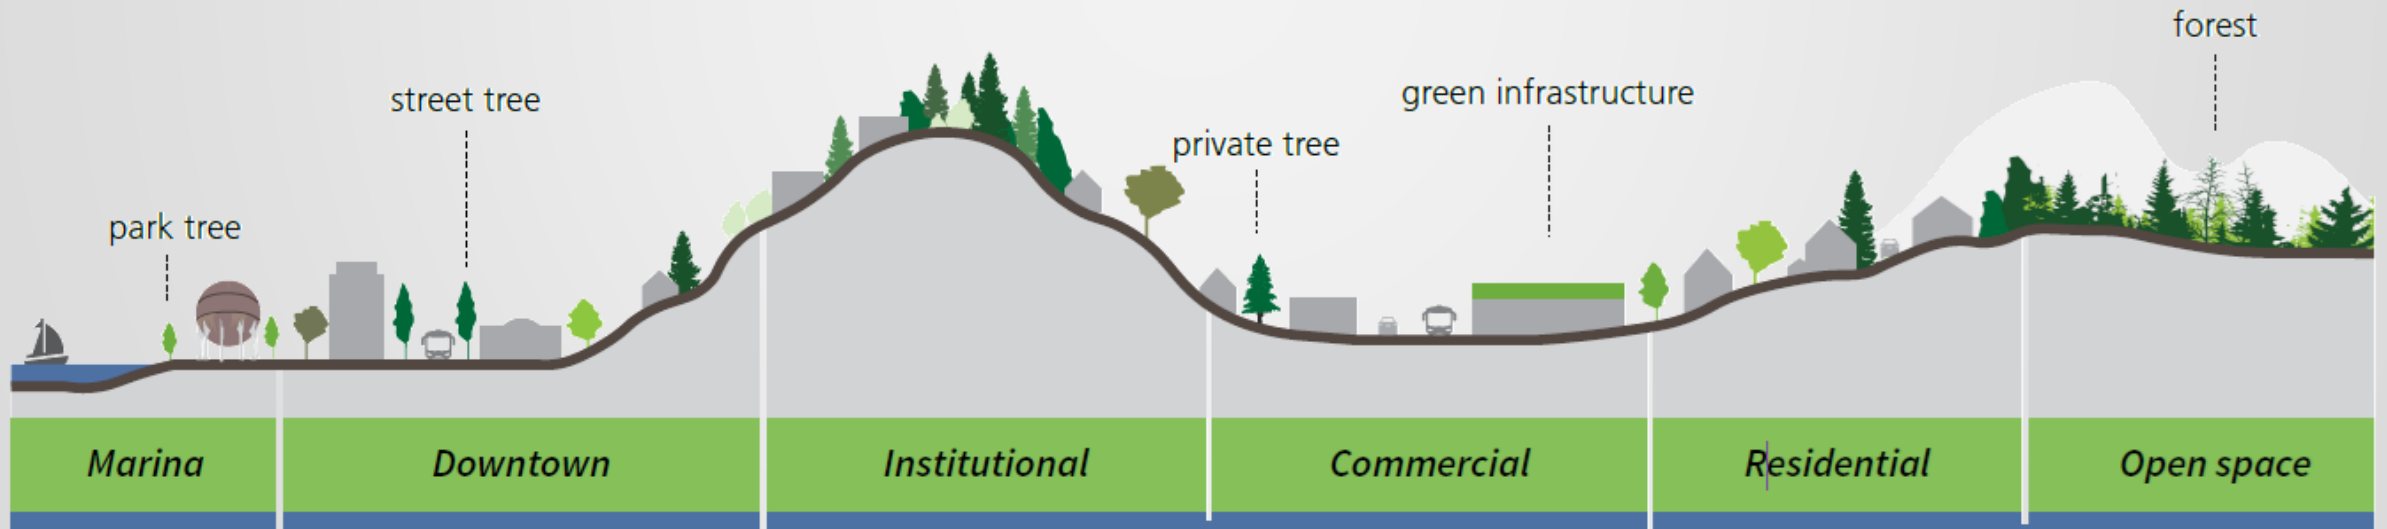 forest
street tree
green infrastructure
private tree
park tree
Marina
Downtown
Institutional
Commercial
Residential
Open space